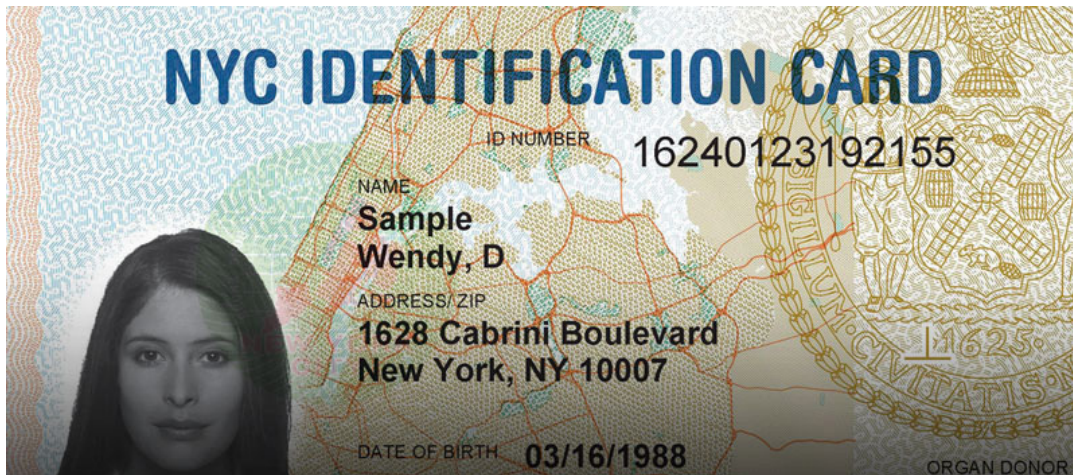 NYC IDENTIFICATION CARD
ID NUMBER 16240123192155
NAME
Sample
Wendy, D
ADDRESS/ ZIP
1628 Cabrini Boulevard
New York, NY 10007
DATE OF BIRTH 03/16/1988
ORGAN DONOR
SIGILLUM CIVITATIS
1625